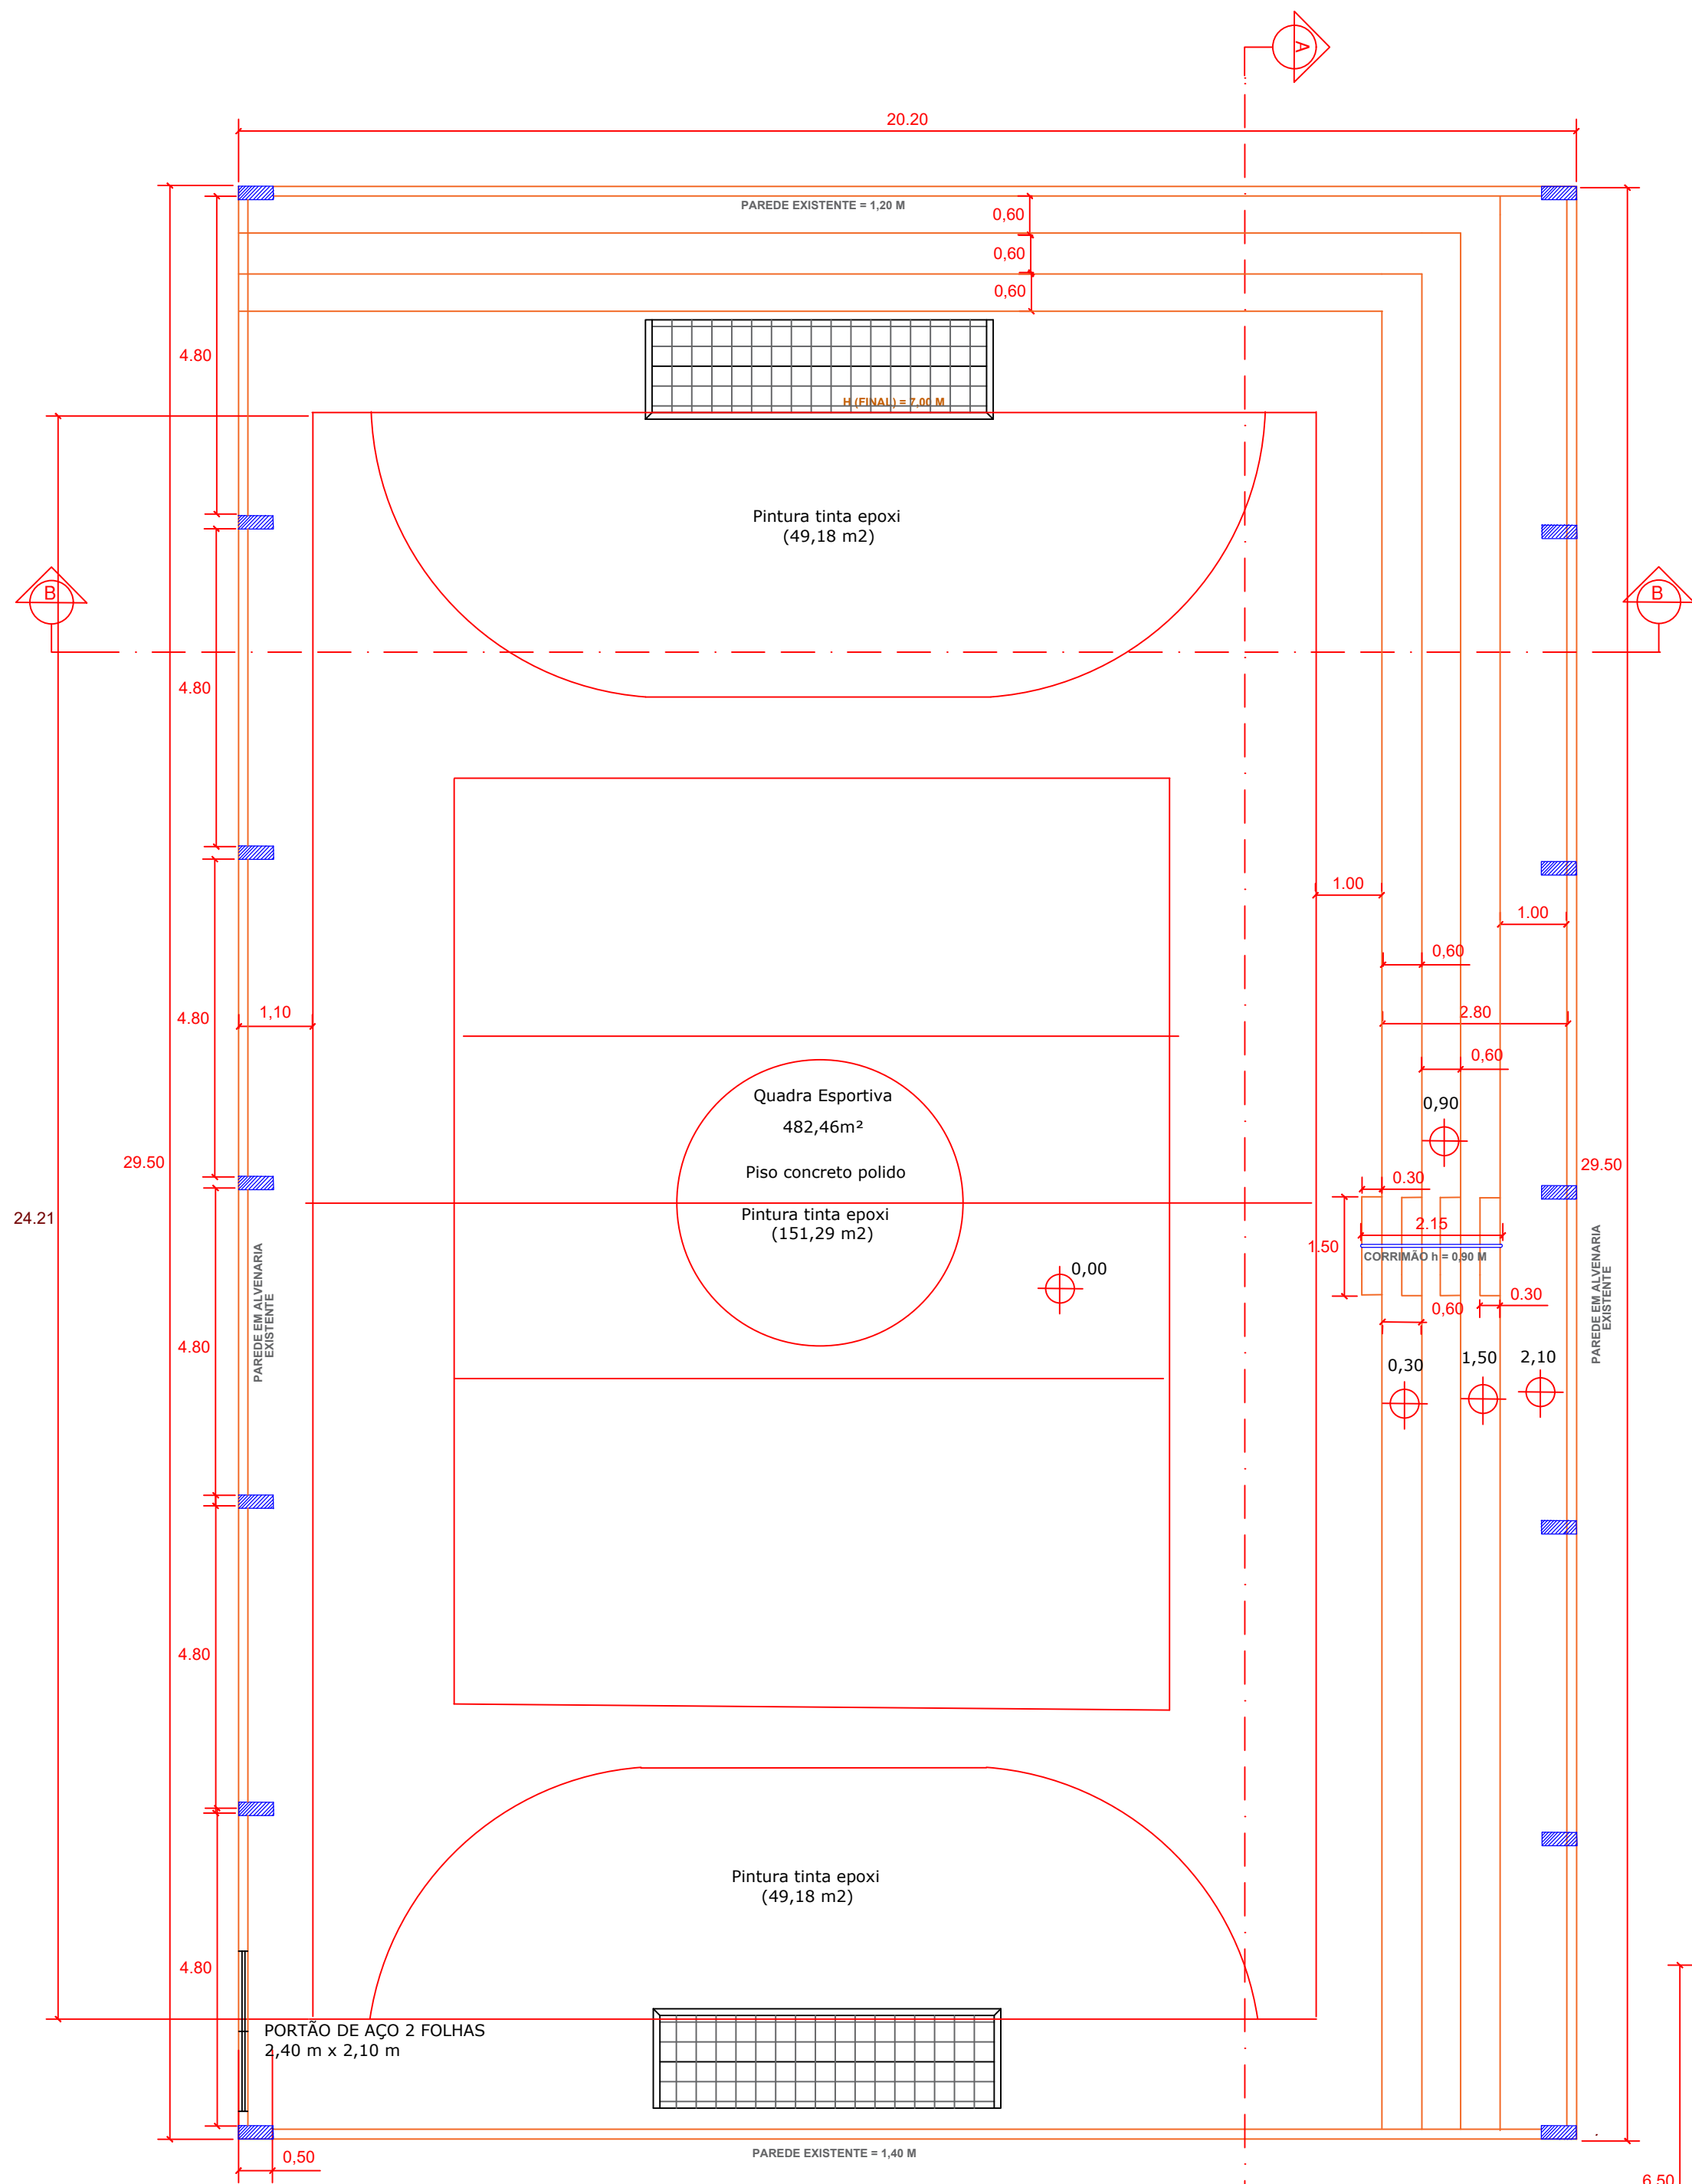 A
20.20
PAREDE EXISTENTE = 1,20 M
0,60
0,60
0,60
4.80
H (FINAL) = 7,00 M
Pintura tinta epoxi
(49,18 m2)
B
B
4.80
1.00
1.00
0,60
1,10
4.80
2.80
0,60
Quadra Esportiva
0,90
482,46m²
29.50
29.50
Piso concreto polido
0.30
24.21
Pintura tinta epoxi
(151,29 m2)
2.15
1.50
CORRIMÃO h = 0,90 M
0,00
PAREDE EM ALVENARIA
EXISTENTE
PAREDE EM ALVENARIA
EXISTENTE
0.30
0,60
4.80
0,30
1,50
2,10
4.80
Pintura tinta epoxi
(49,18 m2)
4.80
PORTÃO DE AÇO 2 FOLHAS
2,40 m x 2,10 m
PAREDE EXISTENTE = 1,40 M
0,50
6.50